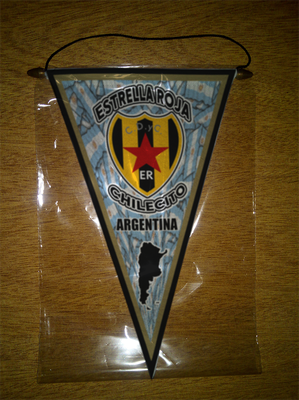 ESTRELLA ROJA
C.D. y C.
ER
CHILECITO
ARGENTINA